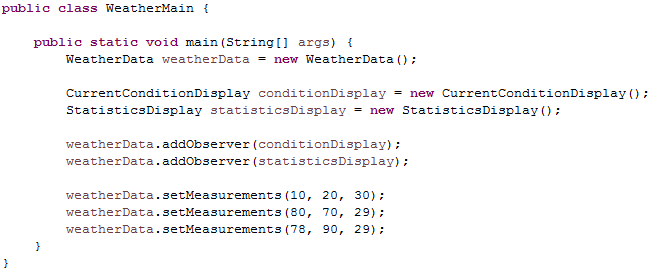 public class WeatherMain {
public static void main(String[] args) {
WeatherData weatherData = new WeatherData();
CurrentConditionDisplay conditionDisplay = new CurrentConditionDisplay();
StatisticsDisplay statisticsDisplay = new StatisticsDisplay();
weatherData.addObserver(conditionDisplay);
weatherData.addObserver(statisticsDisplay);
weatherData.setMeasurements(10, 20, 30);
weatherData.setMeasurements(80, 70, 29);
weatherData.setMeasurements(78, 90, 29);
}
}